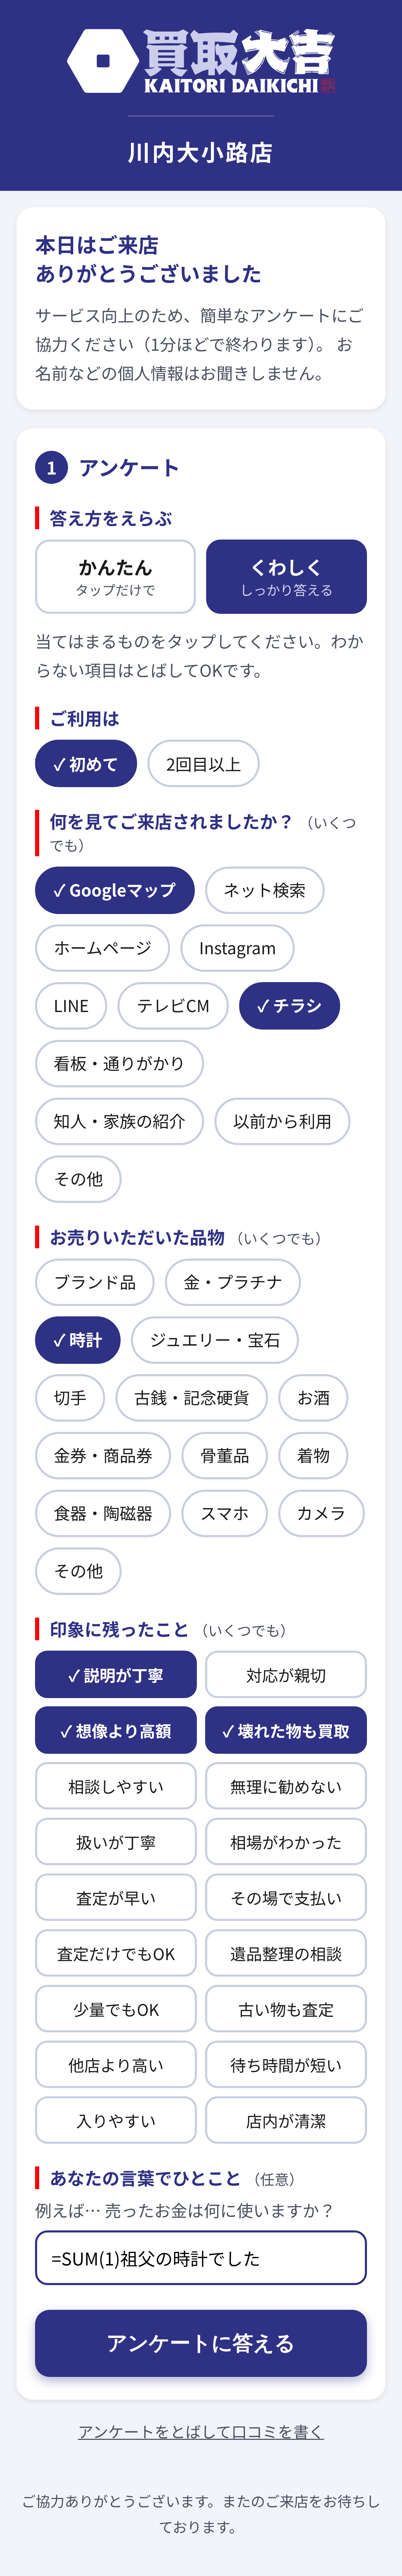 買取大吉
KAITORI DAIKICHI
川内大小路店
本日はご来店
ありがとうございました
サービス向上のため、簡単なアンケートにご
協力ください（1分ほどで終わります）。 お
名前などの個人情報はお聞きしません。
1 アンケート
答え方をえらぶ
かんたん くわしく
タップだけで しっかり答える
当てはまるものをタップしてください。わか
らない項目はとばしてOKです。
ご利用は
✓ 初めて 2回目以上
何を見てご来店されましたか？ （いくつ
でも）
✓ Googleマップ ネット検索
ホームページ Instagram
LINE テレビCM ✓ チラシ
看板・通りがかり
知人・家族の紹介 以前から利用
その他
お売りいただいた品物 （いくつでも）
ブランド品 金・プラチナ
✓ 時計 ジュエリー・宝石
切手 古銭・記念硬貨 お酒
金券・商品券 骨董品 着物
食器・陶磁器 スマホ カメラ
その他
印象に残ったこと （いくつでも）
✓ 説明が丁寧 対応が親切
✓ 想像より高額 ✓ 壊れた物も買取
相談しやすい 無理に勧めない
扱いが丁寧 相場がわかった
査定が早い その場で支払い
査定だけでもOK 遺品整理の相談
少量でもOK 古い物も査定
他店より高い 待ち時間が短い
入りやすい 店内が清潔
あなたの言葉でひとこと （任意）
例えば… 売ったお金は何に使いますか？
=SUM(1)祖父の時計でした
アンケートに答える
アンケートをとばして口コミを書く
ご協力ありがとうございます。またのご来店をお待ちし
ております。